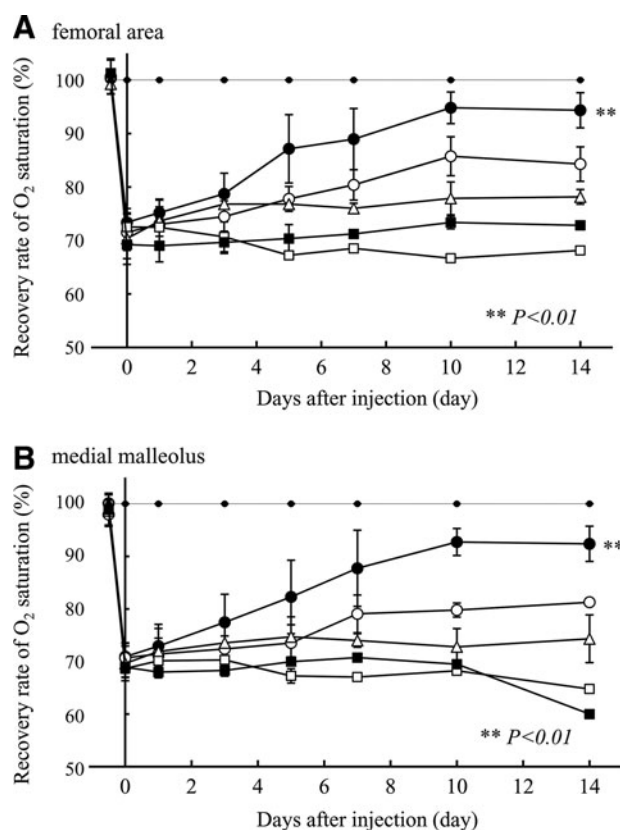 A femoral area
Recovery rate of O₂ saturation (%)
100
90
80
70
60
50
** 
** P<0.01
0 2 4 6 8 10 12 14
Days after injection (day)
B medial malleolus
Recovery rate of O₂ saturation (%)
100
90
80
70
60
50
**
** P<0.01
0 2 4 6 8 10 12 14
Days after injection (day)